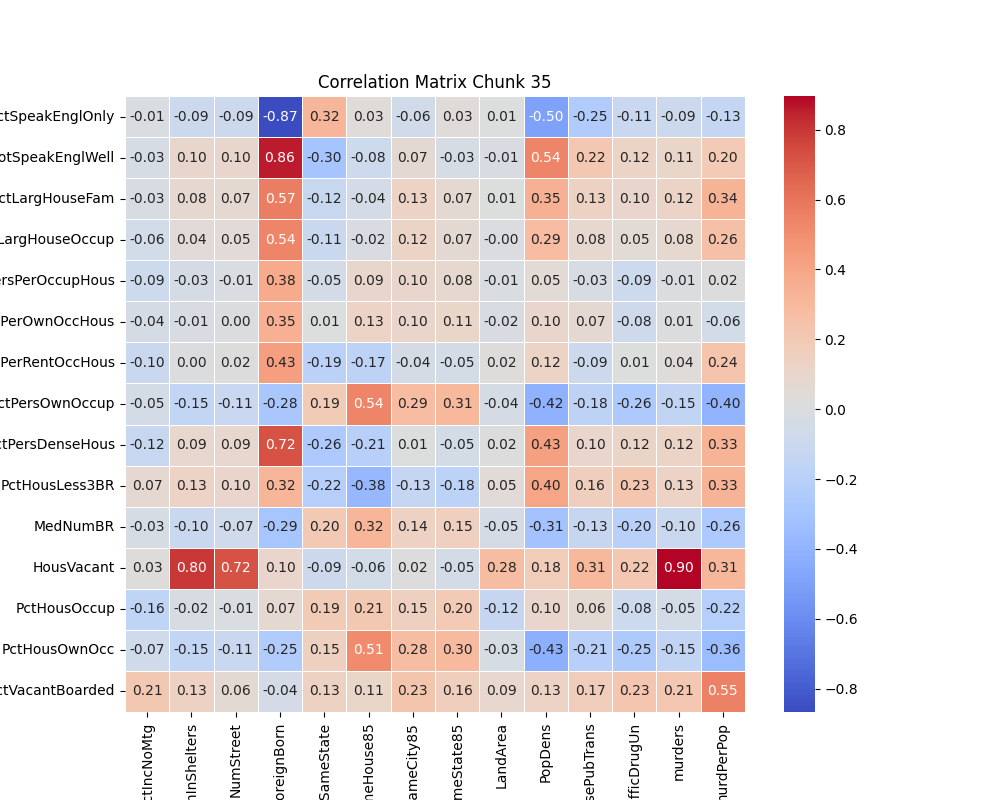 Correlation Matrix Chunk 35
ctSpeakEnglOnly -0.01 -0.09 -0.09 -0.87 0.32 0.03 -0.06 0.03 0.01 -0.50 -0.25 -0.11 -0.09 -0.13
otSpeakEnglWell -0.03 0.10 0.10 0.86 -0.30 -0.08 0.07 -0.03 -0.01 0.54 0.22 0.12 0.11 0.20
ctLargHouseFam -0.03 0.08 0.07 0.57 -0.12 -0.04 0.13 0.07 0.01 0.35 0.13 0.10 0.12 0.34
LargHouseOccup -0.06 0.04 0.05 0.54 -0.11 -0.02 0.12 0.07 -0.00 0.29 0.08 0.05 0.08 0.26
ersPerOccupHous -0.09 -0.03 -0.01 0.38 -0.05 0.09 0.10 0.08 -0.01 0.05 -0.03 -0.09 -0.01 0.02
PerOwnOccHous -0.04 -0.01 0.00 0.35 0.01 0.13 0.10 0.11 -0.02 0.10 0.07 -0.08 0.01 -0.06
PerRentOccHous -0.10 0.00 0.02 0.43 -0.19 -0.17 -0.04 -0.05 0.02 0.12 -0.09 0.01 0.04 0.24
ctPersOwnOccup -0.05 -0.15 -0.11 -0.28 0.19 0.54 0.29 0.31 -0.04 -0.42 -0.18 -0.26 -0.15 -0.40
ctPersDenseHous -0.12 0.09 0.09 0.72 -0.26 -0.21 0.01 -0.05 0.02 0.43 0.10 0.12 0.12 0.33
PctHousLess3BR 0.07 0.13 0.10 0.32 -0.22 -0.38 -0.13 -0.18 0.05 0.40 0.16 0.23 0.13 0.33
MedNumBR -0.03 -0.10 -0.07 -0.29 0.20 0.32 0.14 0.15 -0.05 -0.31 -0.13 -0.20 -0.10 -0.26
HousVacant 0.03 0.80 0.72 0.10 -0.09 -0.06 0.02 -0.05 0.28 0.18 0.31 0.22 0.90 0.31
PctHousOccup -0.16 -0.02 -0.01 0.07 0.19 0.21 0.15 0.20 -0.12 0.10 0.06 -0.08 -0.05 -0.22
PctHousOwnOcc -0.07 -0.15 -0.11 -0.25 0.15 0.51 0.28 0.30 -0.03 -0.43 -0.21 -0.25 -0.15 -0.36
ctVacantBoarded 0.21 0.13 0.06 -0.04 0.13 0.11 0.23 0.16 0.09 0.13 0.17 0.23 0.21 0.55
ctIncNoMtg
nInShelters
NumStreet
oreignBorn
SameState
meHouse85
ameCity85
meState85
LandArea
PopDens
sePubTrans
fficDrugUn
murders
murdPerPop
0.8
0.6
0.4
0.2
0.0
−0.2
−0.4
−0.6
−0.8